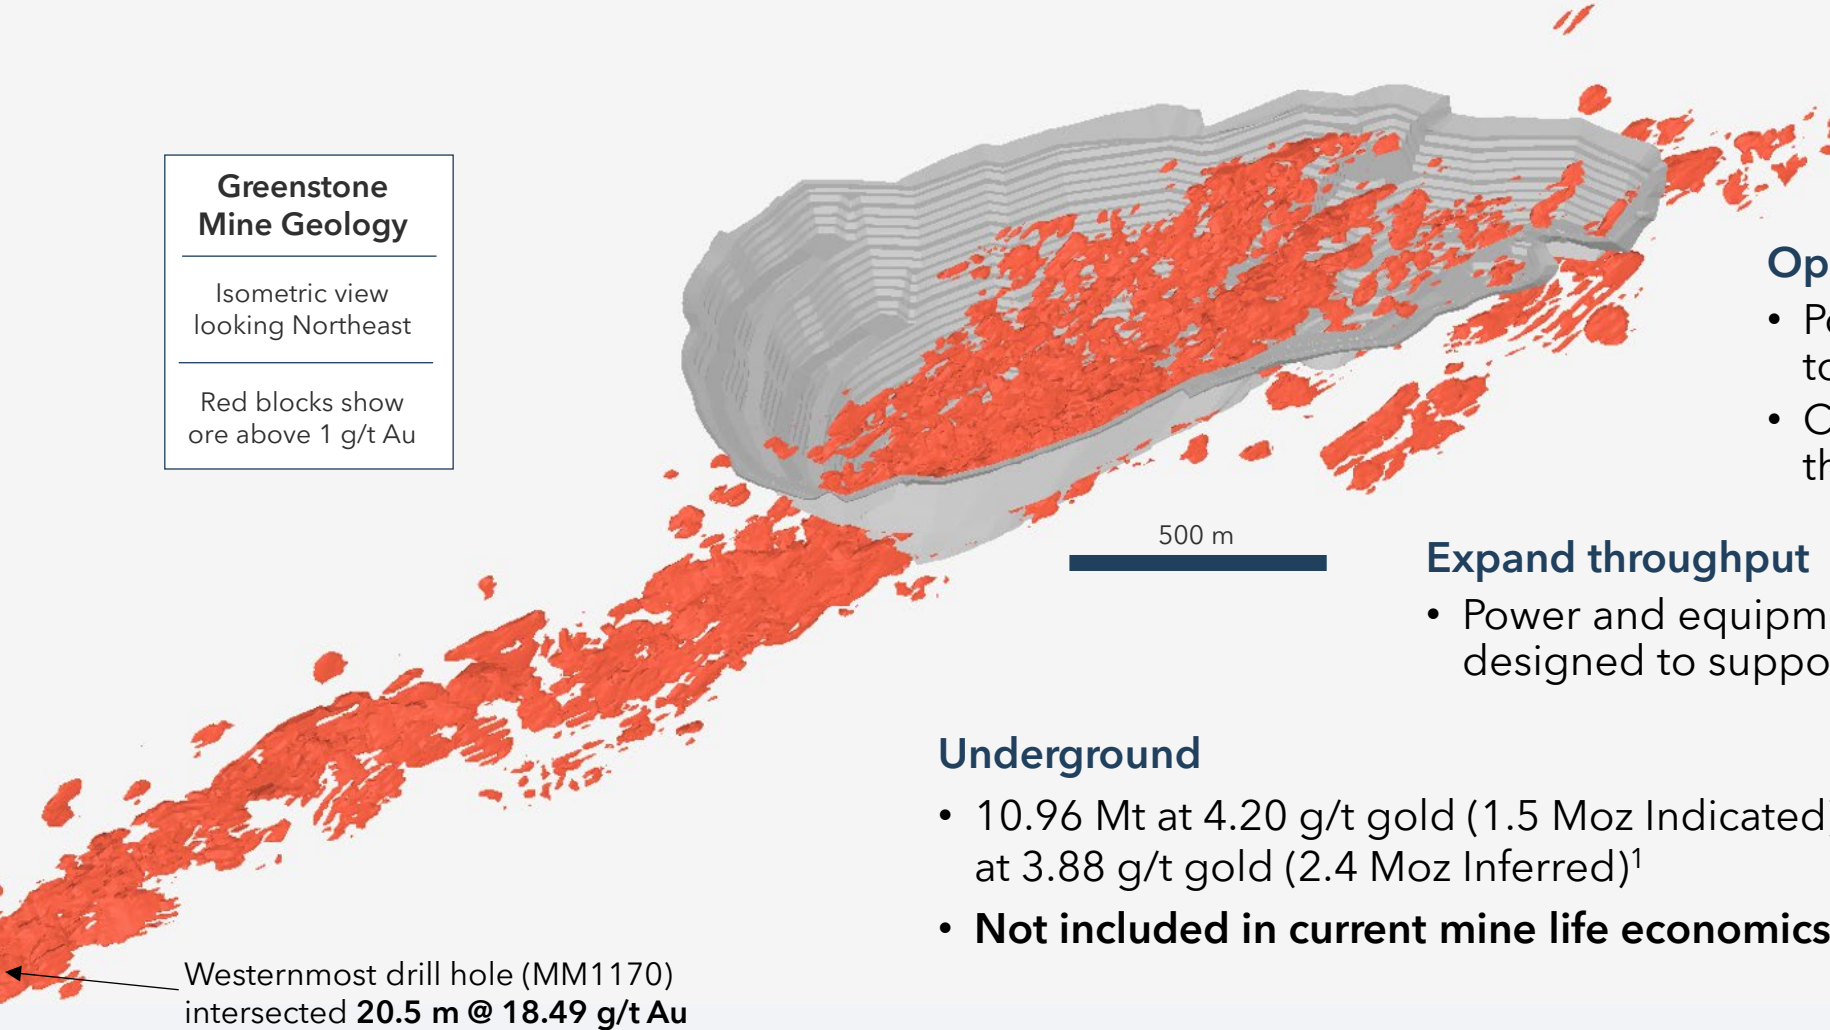 Greenstone
Mine Geology
Isometric view
looking Northeast
Red blocks show
ore above 1 g/t Au
500 m
Expand throughput
• Power and
designed to
Underground
• 10.96 Mt at 4.20 g/t gold (1.5 Moz Indicated)
at 3.88 g/t gold (2.4 Moz Inferred)¹
• Not included in current mine life economics
Westernmost drill hole (MM1170)
intersected 20.5 m @ 18.49 g/t Au